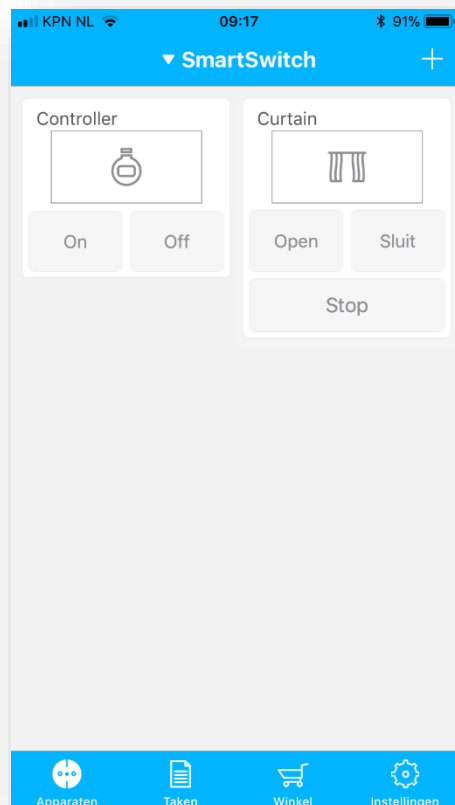 KPN NL 09:17 91%
▼ SmartSwitch +
Controller
On Off
Curtain
Open Sluit
Stop
Apparaten Taken Winkel Instellingen